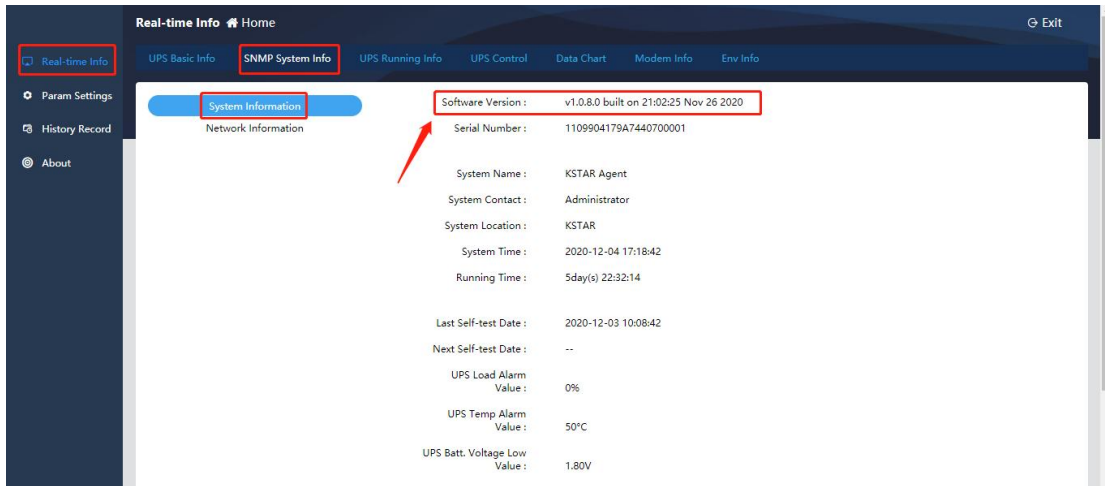 Real-time Info Home
Exit
Real-time Info
Param Settings
History Record
About
UPS Basic Info SNMP System Info UPS Running Info UPS Control Data Chart Modem Info Env Info
System Information
Network Information
Software Version : v1.0.8.0 built on 21:02:25 Nov 26 2020
Serial Number : 1109904179A7440700001
System Name : KSTAR Agent
System Contact : Administrator
System Location : KSTAR
System Time : 2020-12-04 17:18:42
Running Time : 5day(s) 22:32:14
Last Self-test Date : 2020-12-03 10:08:42
Next Self-test Date : --
UPS Load Alarm
Value : 0%
UPS Temp Alarm
Value : 50°C
UPS Batt. Voltage Low
Value : 1.80V